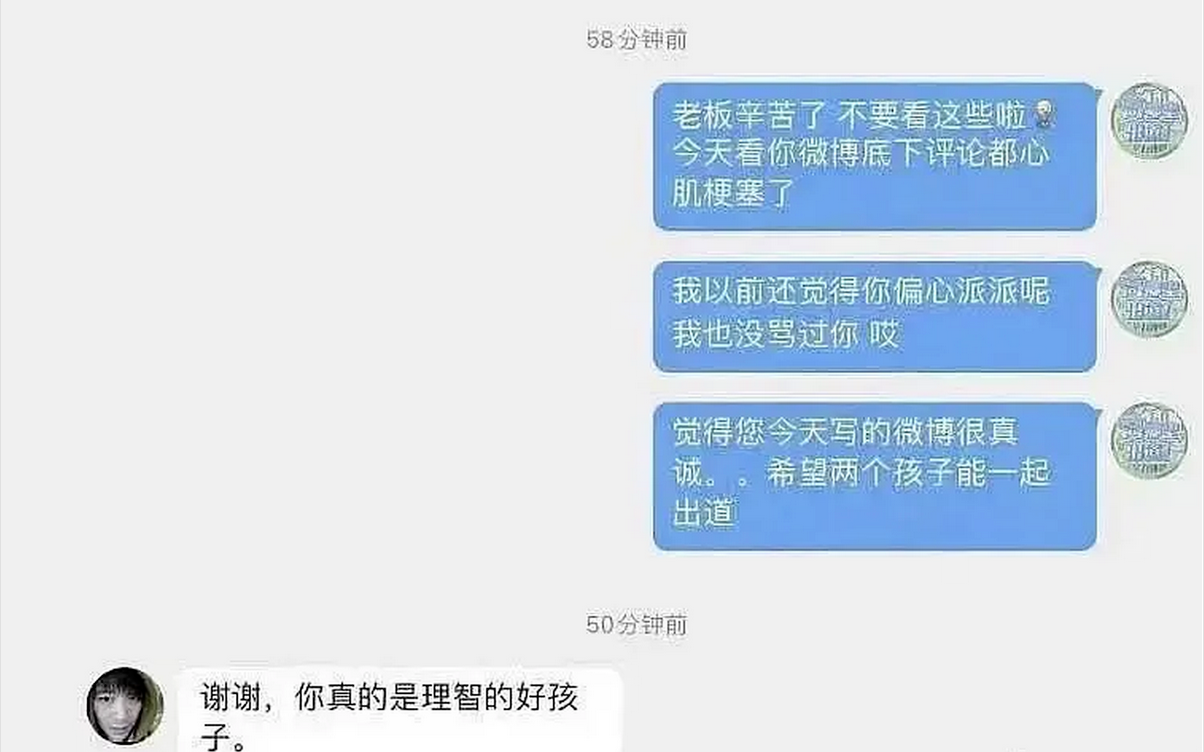 58分钟前
老板辛苦了 不要看这些啦
今天看你微博底下评论都心
肌梗塞了
我以前还觉得你偏心派派呢
我也没骂过你 哎
觉得您今天写的微博很真
诚。。希望两个孩子能一起
出道
50分钟前
谢谢，你真的是理智的好孩
子。